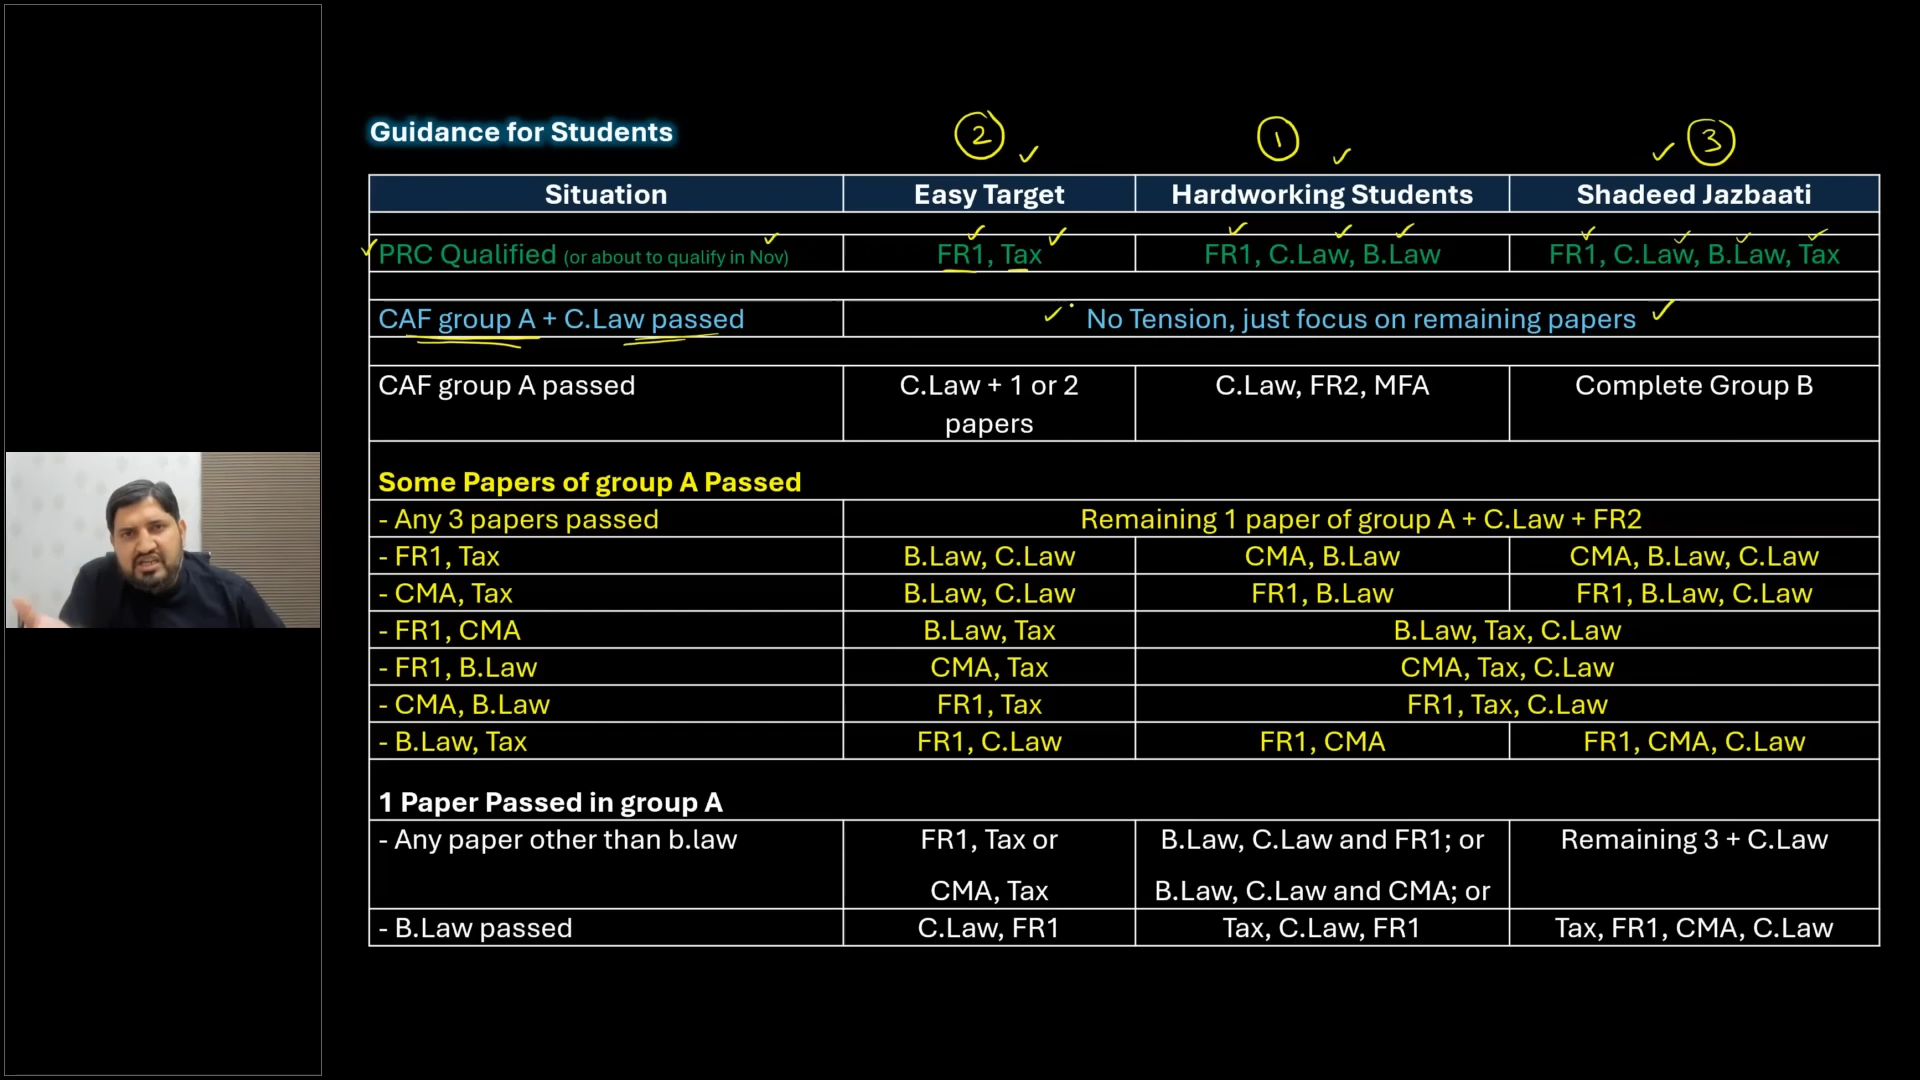 Guidance for Students
2 1 3
Situation Easy Target Hardworking Students Shadeed Jazbaati
PRC Qualified (or about to qualify in Nov) FR1, Tax FR1, C.Law, B.Law FR1, C.Law, B.Law, Tax
CAF group A + C.Law passed No Tension, just focus on remaining papers
CAF group A passed C.Law + 1 or 2 C.Law, FR2, MFA Complete Group B
papers
Some Papers of group A Passed
- Any 3 papers passed Remaining 1 paper of group A + C.Law + FR2
- FR1, Tax B.Law, C.Law CMA, B.Law CMA, B.Law, C.Law
- CMA, Tax B.Law, C.Law FR1, B.Law FR1, B.Law, C.Law
- FR1, CMA B.Law, Tax B.Law, Tax, C.Law
- FR1, B.Law CMA, Tax CMA, Tax, C.Law
- CMA, B.Law FR1, Tax FR1, Tax, C.Law
- B.Law, Tax FR1, C.Law FR1, CMA FR1, CMA, C.Law
1 Paper Passed in group A
- Any paper other than b.law FR1, Tax or B.Law, C.Law and FR1; or Remaining 3 + C.Law
CMA, Tax B.Law, C.Law and CMA; or
- B.Law passed C.Law, FR1 Tax, C.Law, FR1 Tax, FR1, CMA, C.Law